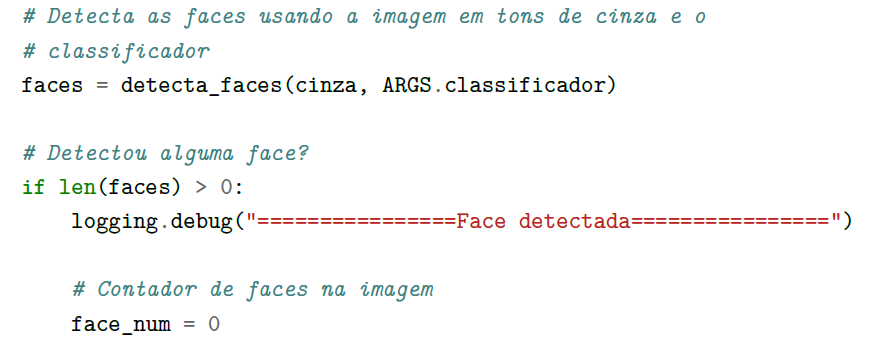 # Detecta as faces usando a imagem em tons de cinza e o
# classificador
faces = detecta_faces(cinza, ARGS.classificador)
# Detectou alguma face?
if len(faces) > 0:
logging.debug("================Face detectada================")
# Contador de faces na imagem
face_num = 0